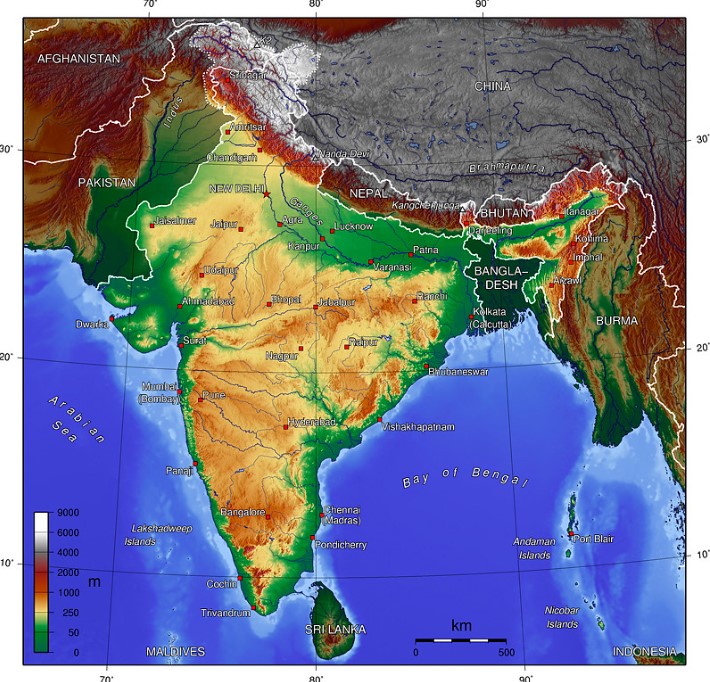 70°
80°
90°
AFGHANISTAN
K2
Srinagar
CHINA
Indus
Amritsar
30°
30°
Chandigarh
Nanda Devi
Brahmaputra
PAKISTAN
NEW DELHI
NEPAL
Kangchenjunga
BHUTAN
Itanagar
Jaisalmer
Jaipur
Agra
Ganges
Lucknow
Darjeeling
Kohima
Kanpur
Patna
Imphal
Varanasi
BANGLA–
DESH
Udaipur
Aizawl
Ahmadabad
Bhopal
Jabalpur
Ranchi
Dwarka
Kolkata
(Calcutta)
BURMA
Surat
Nagpur
Raipur
20°
20°
Bhubaneswar
Mumbai
(Bombay)
Pune
Arabian
Sea
Hyderabad
Vishakhapatnam
Panaji
Bay of Bengal
9000
6000
4000
2000
1000
250
50
0
m
Bangalore
Chennai
(Madras)
Lakshadweep
Islands
Pondicherry
Andaman
Islands
Port Blair
10°
10°
Cochin
Trivandrum
Nicobar
Islands
SRI LANKA
km
0
500
MALDIVES
INDONESIA
70°
80°
90°